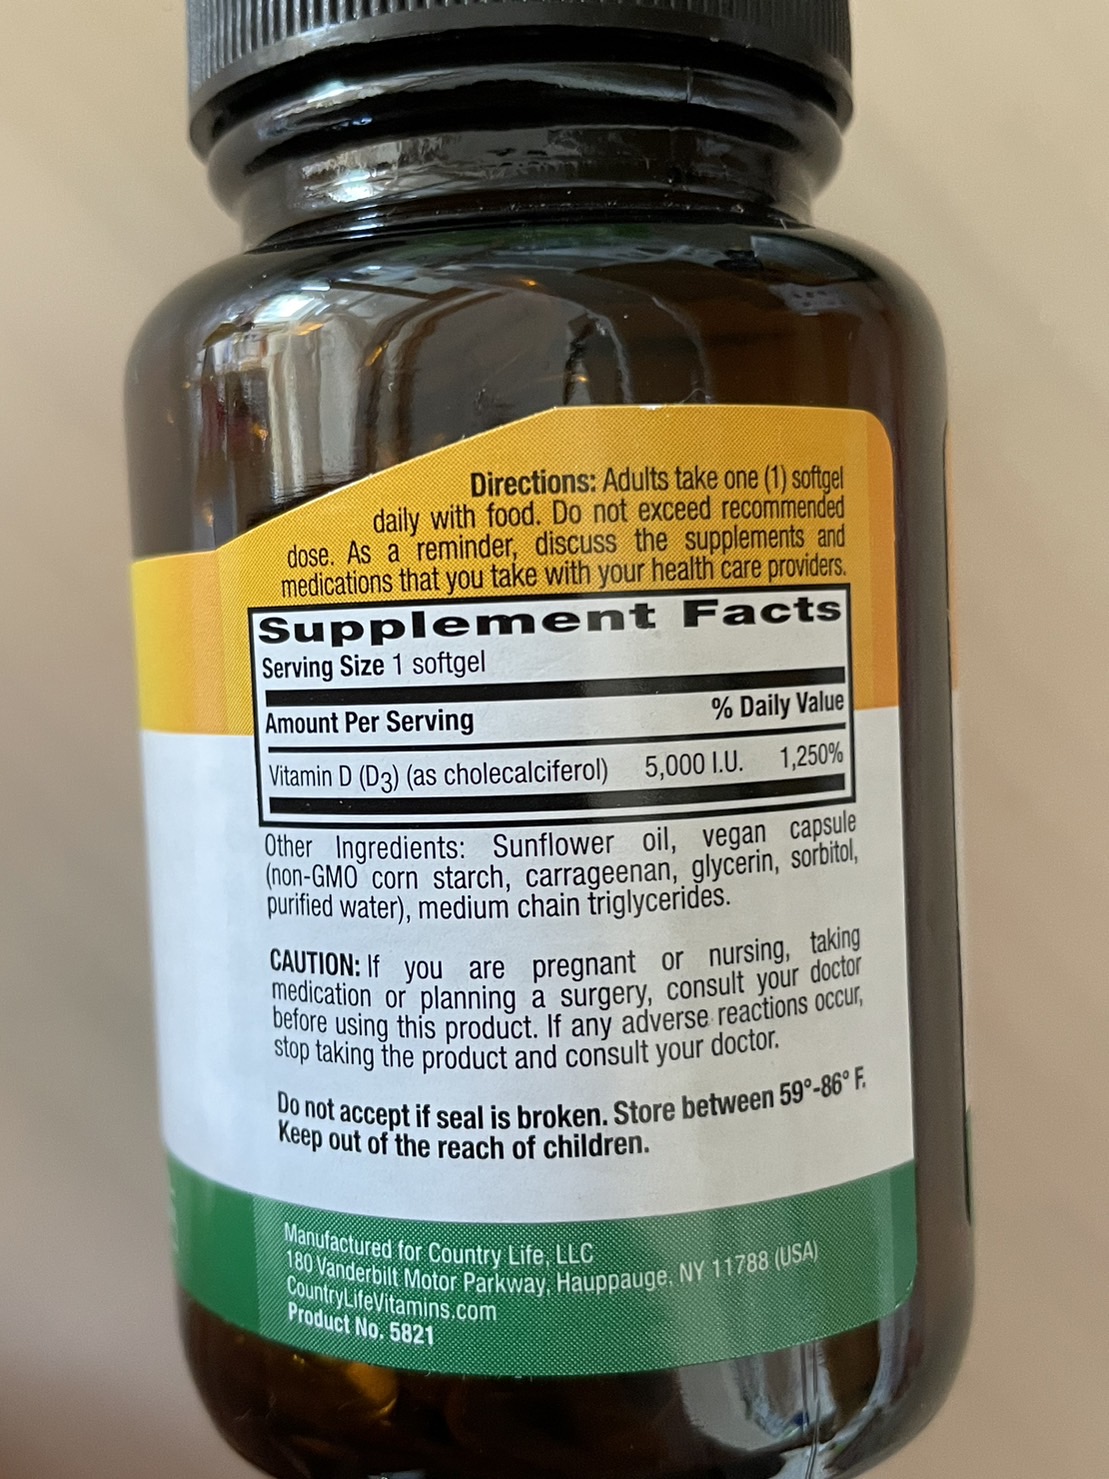 Directions: Adults take one (1) softgel
daily with food. Do not exceed recommended
dose. As a reminder, discuss the supplements and
medications that you take with your health care providers.
Supplement Facts
Serving Size 1 softgel
Amount Per Serving % Daily Value
Vitamin D (D3) (as cholecalciferol) 5,000 I.U. 1,250%
Other Ingredients: Sunflower oil, vegan capsule
(non-GMO corn starch, carrageenan, glycerin, sorbitol,
purified water), medium chain triglycerides.
CAUTION: If you are pregnant or nursing, taking
medication or planning a surgery, consult your doctor
before using this product. If any adverse reactions occur,
stop taking the product and consult your doctor.
Do not accept if seal is broken. Store between 59°-86° F.
Keep out of the reach of children.
Manufactured for Country Life, LLC
180 Vanderbilt Motor Parkway, Hauppauge, NY 11788 (USA)
CountryLifeVitamins.com
Product No. 5821